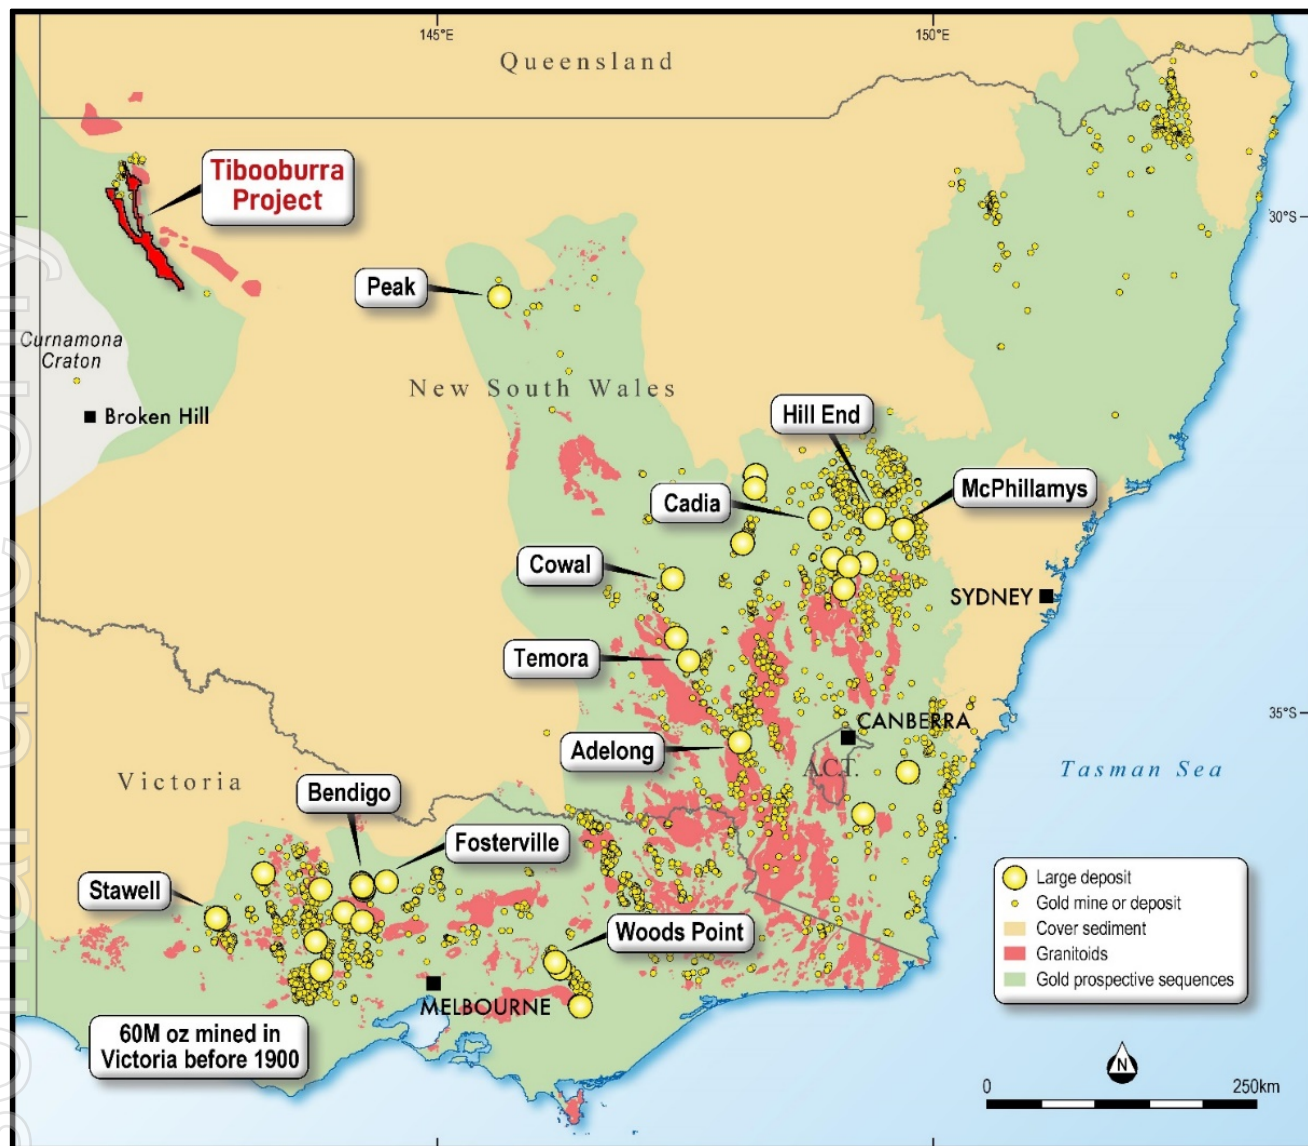 145°E
150°E
Queensland
Tibooburra
Project
30°S
Peak
Curnamona
Craton
New South Wales
Broken Hill
Hill End
Cadia
McPhillamys
Cowal
SYDNEY
Temora
35°S
CANBERRA
Adelong
A.C.T.
Tasman Sea
Victoria
Bendigo
Fosterville
Stawell
Woods Point
MELBOURNE
60M oz mined in
Victoria before 1900
Large deposit
Gold mine or deposit
Cover sediment
Granitoids
Gold prospective sequences
N
0
250km